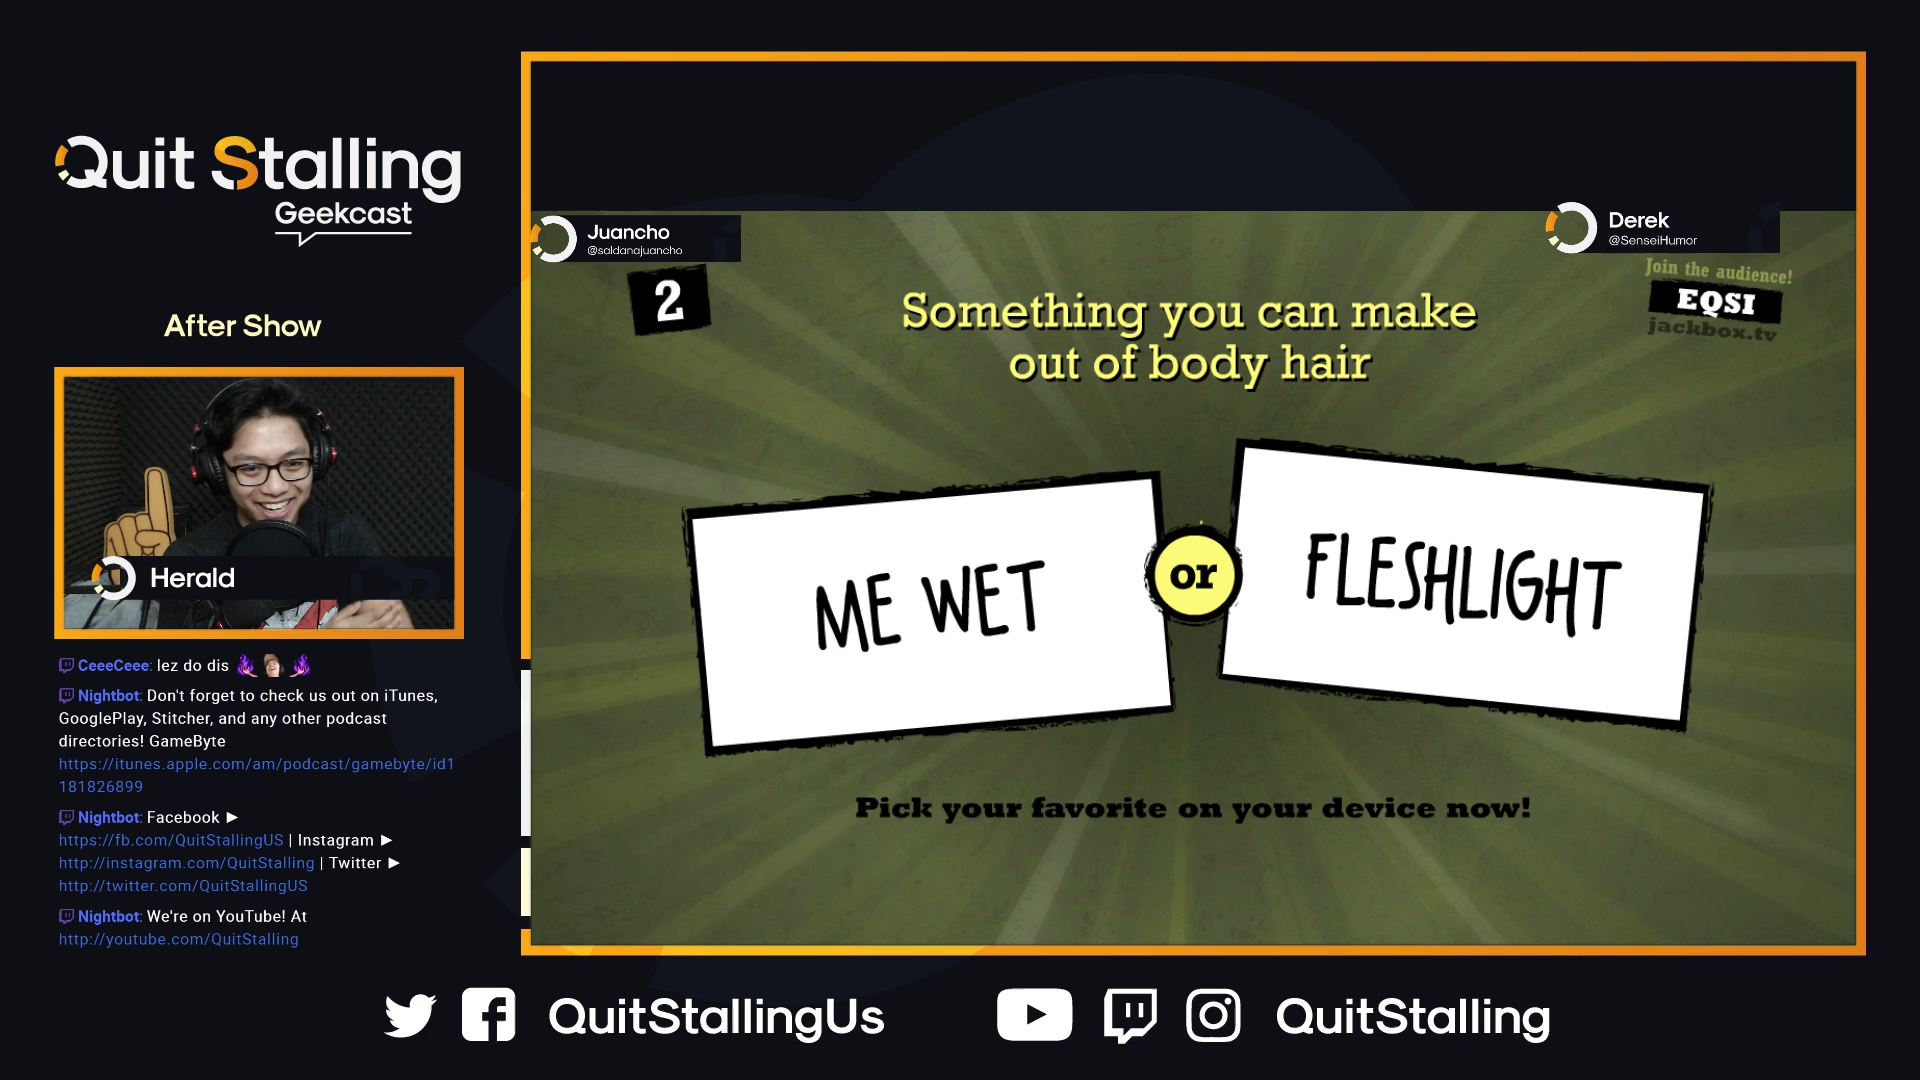 Quit Stalling
Geekcast
After Show
Herald
CeeeCeee: lez do dis
Nightbot: Don't forget to check us out on iTunes,
GooglePlay, Stitcher, and any other podcast
directories! GameByte
https://itunes.apple.com/am/podcast/gamebyte/id1
181826899
Nightbot: Facebook ►
https://fb.com/QuitStallingUS | Instagram ►
http://instagram.com/QuitStalling | Twitter ►
http://twitter.com/QuitStallingUS
Nightbot: We're on YouTube! At
http://youtube.com/QuitStalling
Juancho
@saldanajuancho
Derek
@SenseiHumor
2
Join the audience!
EQSI
jackbox.tv
Something you can make
out of body hair
ME WET
or
FLESHLIGHT
Pick your favorite on your device now!
QuitStallingUs
QuitStalling